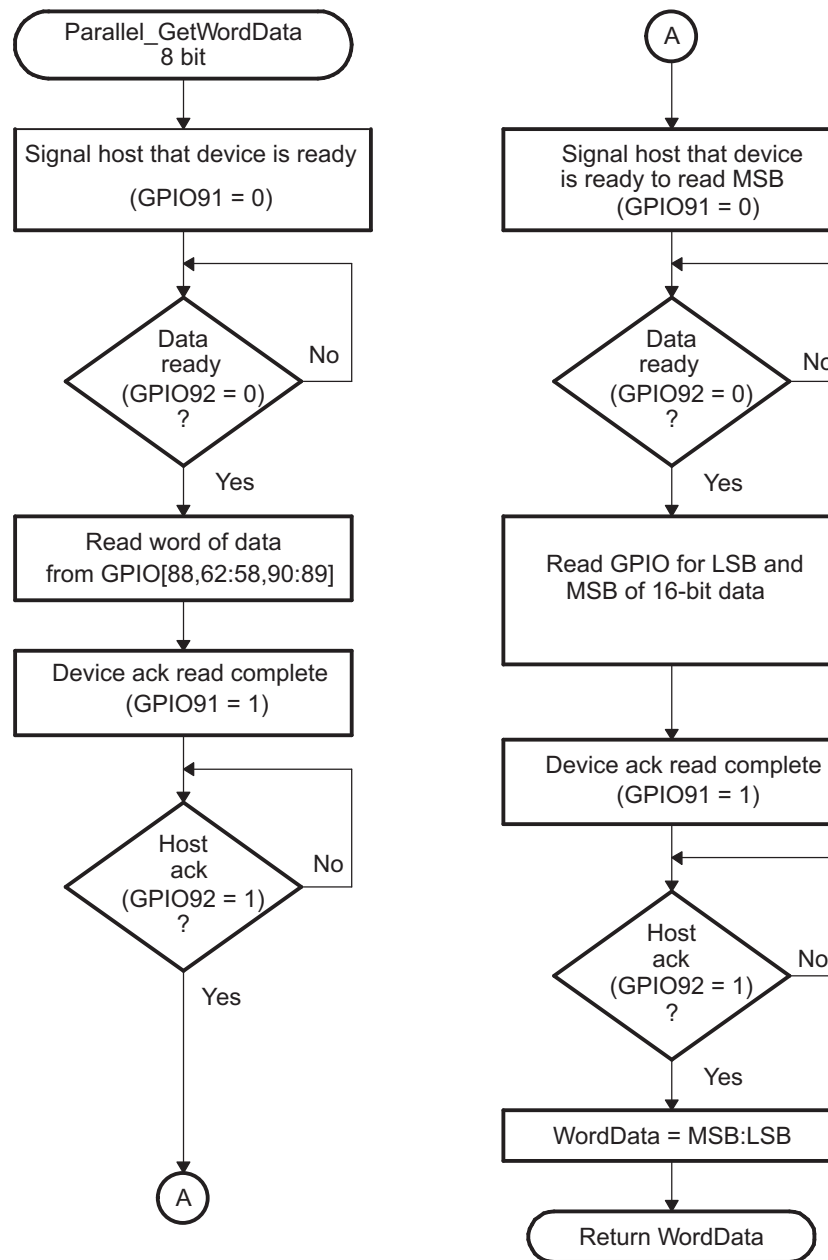 Parallel_GetWordData
8 bit
Signal host that device is ready
(GPIO91 = 0)
Data
ready
(GPIO92 = 0)
?
No
Yes
Read word of data
from GPIO[88,62:58,90:89]
Device ack read complete
(GPIO91 = 1)
Host
ack
(GPIO92 = 1)
?
No
Yes
A
A
Signal host that device
is ready to read MSB
(GPIO91 = 0)
Data
ready
(GPIO92 = 0)
?
No
Yes
Read GPIO for LSB and
MSB of 16-bit data
Device ack read complete
(GPIO91 = 1)
Host
ack
(GPIO92 = 1)
?
No
Yes
WordData = MSB:LSB
Return WordData